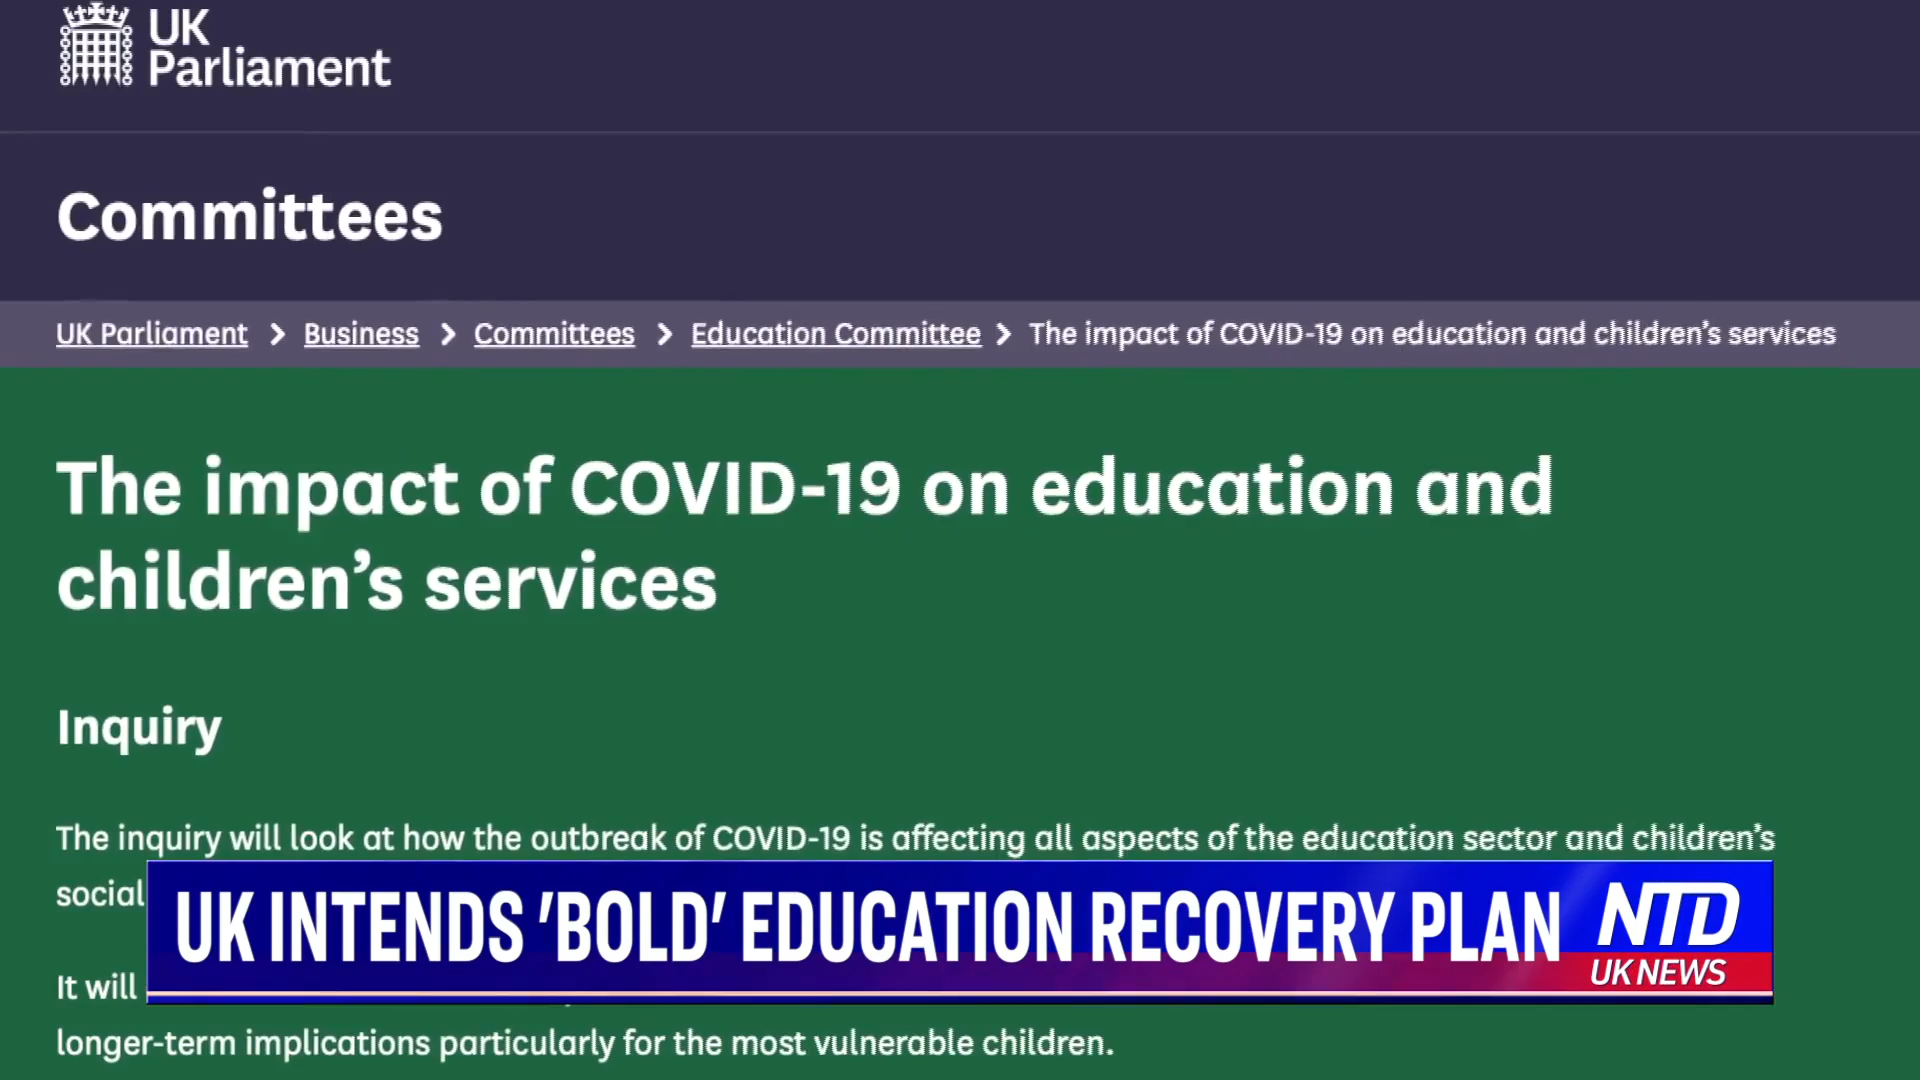 UK
Parliament
Committees
UK Parliament > Business > Committees > Education Committee > The impact of COVID-19 on education and children’s services
The impact of COVID-19 on education and
children’s services
Inquiry
The inquiry will look at how the outbreak of COVID-19 is affecting all aspects of the education sector and children’s
social
UK INTENDS 'BOLD' EDUCATION RECOVERY PLAN
NTD
UK NEWS
It will
longer-term implications particularly for the most vulnerable children.